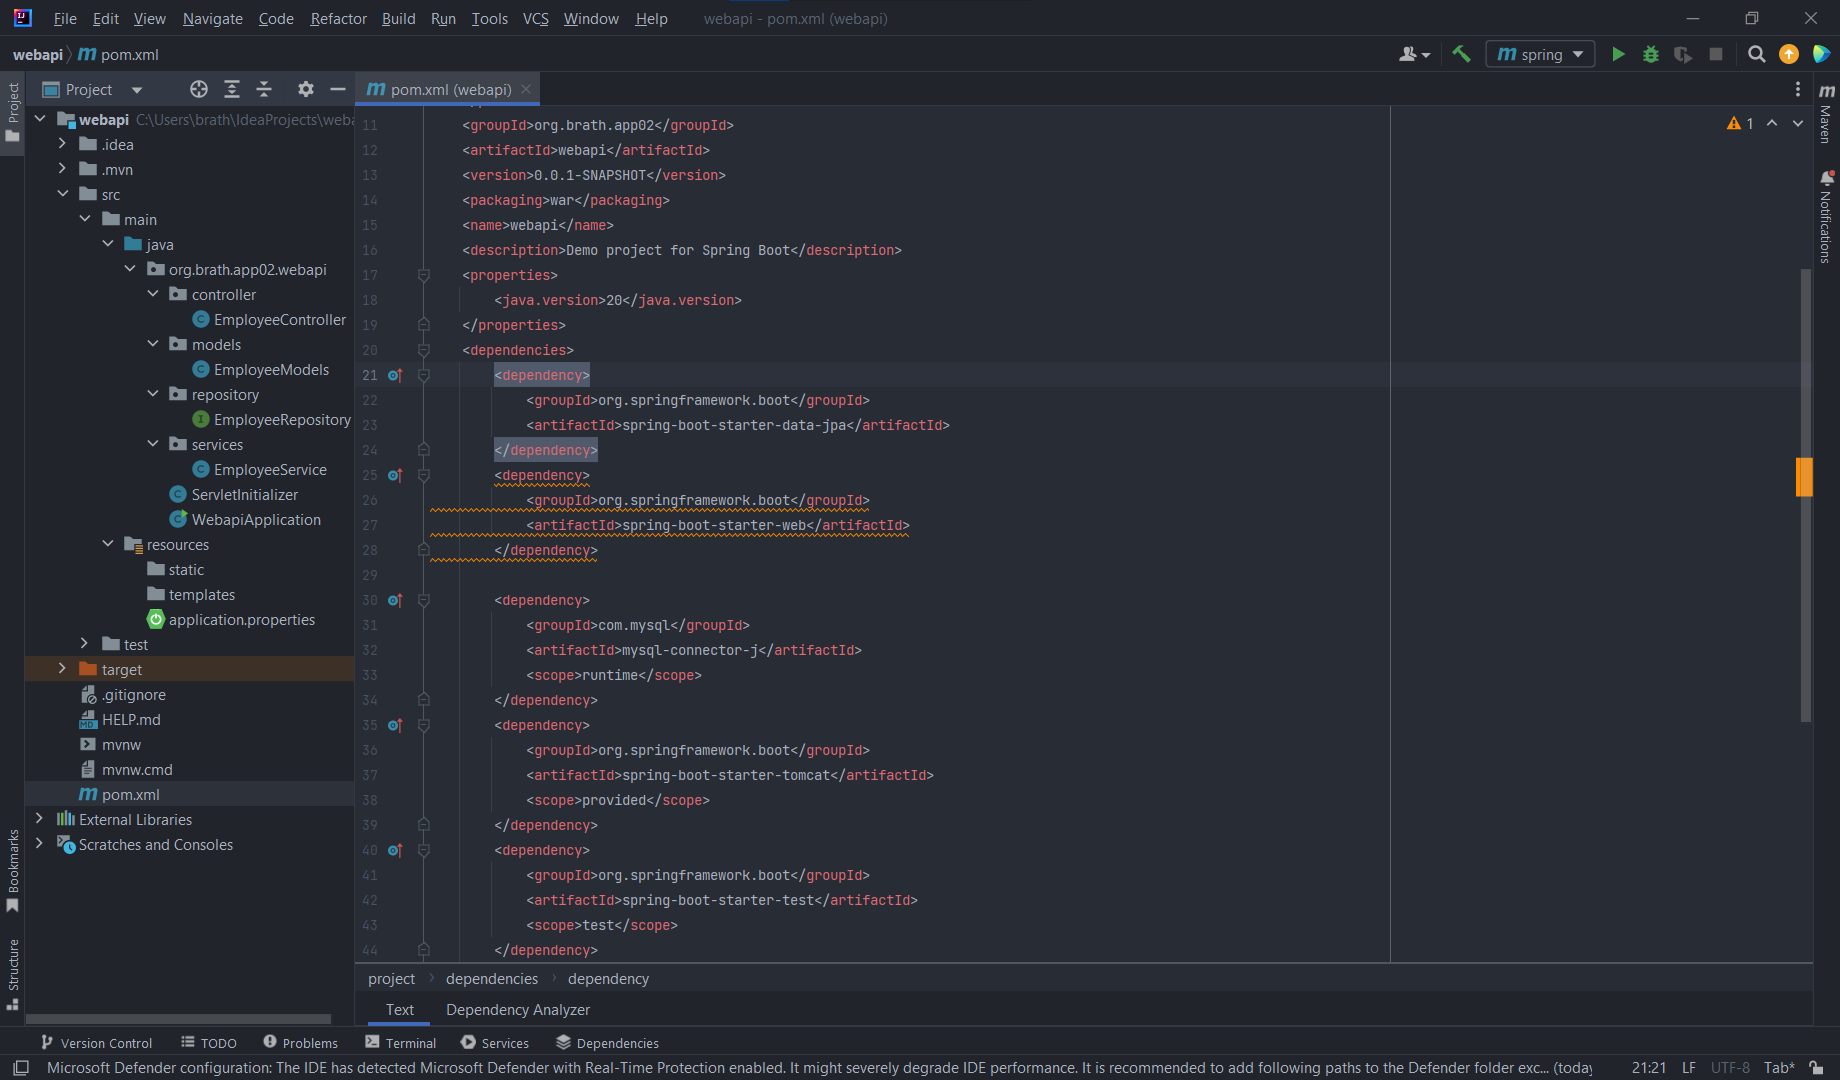 File Edit View Navigate Code Refactor Build Run Tools VCS Window Help webapi - pom.xml (webapi)
webapi pom.xml
spring
Project
pom.xml (webapi)
Project
webapi C:\Users\brath\IdeaProjects\weba
.idea
.mvn
src
main
java
org.brath.app02.webapi
controller
EmployeeController
models
EmployeeModels
repository
EmployeeRepository
services
EmployeeService
ServletInitializer
WebapiApplication
resources
static
templates
application.properties
test
target
.gitignore
HELP.md
mvnw
mvnw.cmd
pom.xml
External Libraries
Scratches and Consoles
Bookmarks
Structure
11 <groupId>org.brath.app02</groupId>
12 <artifactId>webapi</artifactId>
13 <version>0.0.1-SNAPSHOT</version>
14 <packaging>war</packaging>
15 <name>webapi</name>
16 <description>Demo project for Spring Boot</description>
17 <properties>
18 <java.version>20</java.version>
19 </properties>
20 <dependencies>
21 <dependency>
22 <groupId>org.springframework.boot</groupId>
23 <artifactId>spring-boot-starter-data-jpa</artifactId>
24 </dependency>
25 <dependency>
26 <groupId>org.springframework.boot</groupId>
27 <artifactId>spring-boot-starter-web</artifactId>
28 </dependency>
29
30 <dependency>
31 <groupId>com.mysql</groupId>
32 <artifactId>mysql-connector-j</artifactId>
33 <scope>runtime</scope>
34 </dependency>
35 <dependency>
36 <groupId>org.springframework.boot</groupId>
37 <artifactId>spring-boot-starter-tomcat</artifactId>
38 <scope>provided</scope>
39 </dependency>
40 <dependency>
41 <groupId>org.springframework.boot</groupId>
42 <artifactId>spring-boot-starter-test</artifactId>
43 <scope>test</scope>
44 </dependency>
1
Maven
Notifications
project dependencies dependency
Text Dependency Analyzer
Version Control TODO Problems Terminal Services Dependencies
Microsoft Defender configuration: The IDE has detected Microsoft Defender with Real-Time Protection enabled. It might severely degrade IDE performance. It is recommended to add following paths to the Defender folder exc... (today 21:21 LF UTF-8 Tab*